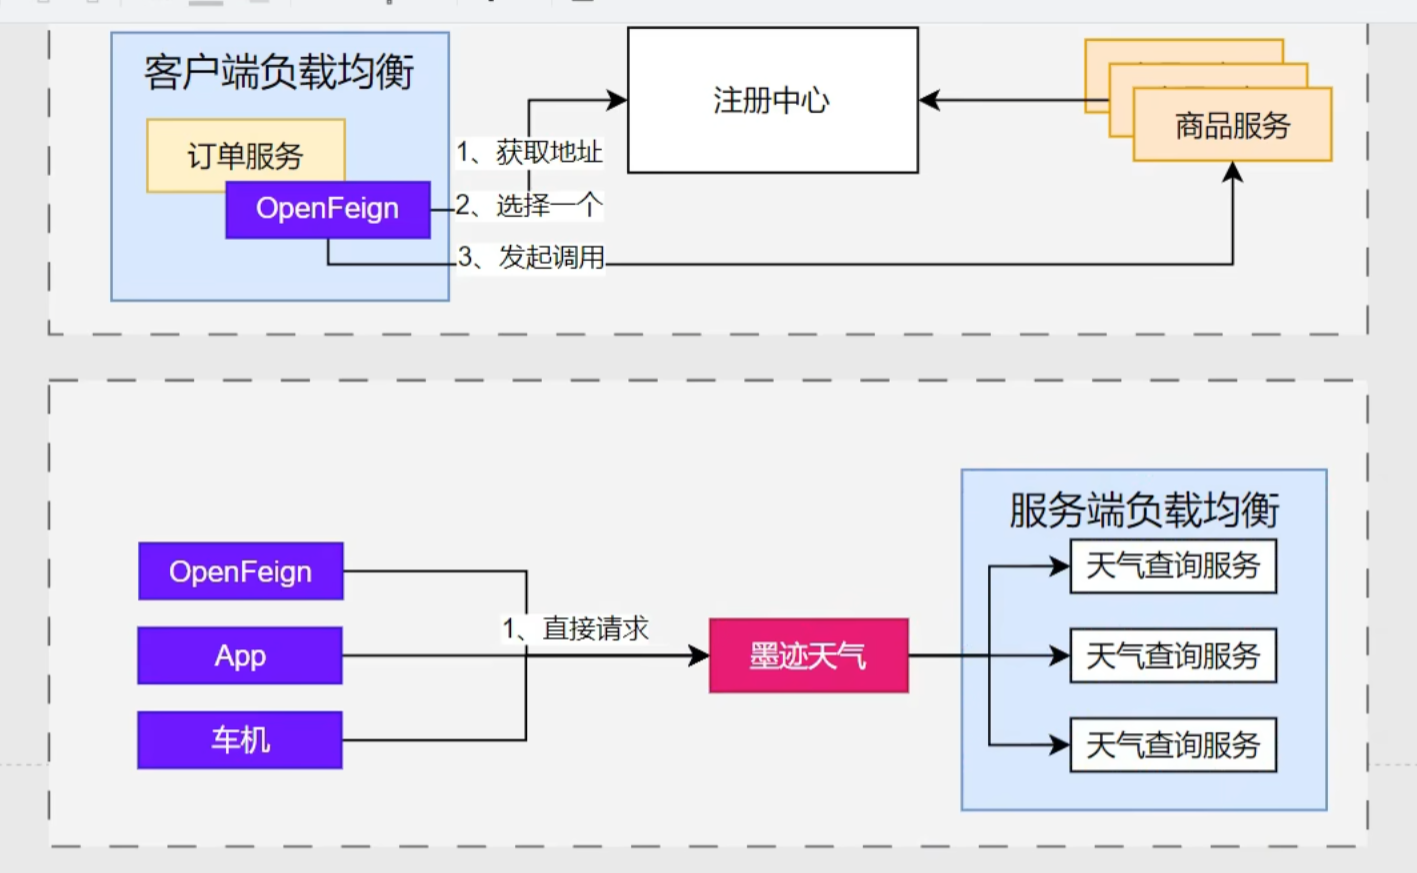 客户端负载均衡
订单服务
OpenFeign
1、获取地址
2、选择一个
3、发起调用
注册中心
商品服务
OpenFeign
App
车机
1、直接请求
墨迹天气
服务端负载均衡
天气查询服务
天气查询服务
天气查询服务